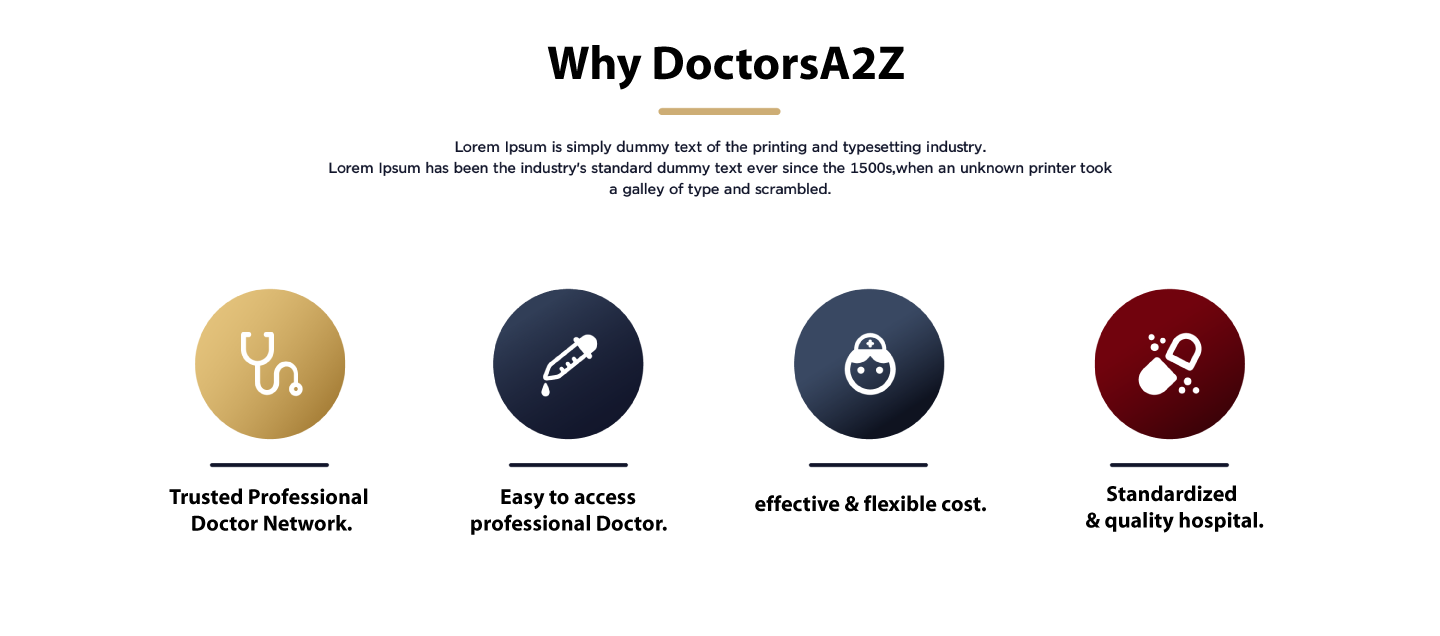 Why DoctorsA2Z
Lorem Ipsum is simply dummy text of the printing and typesetting industry.
Lorem Ipsum has been the industry's standard dummy text ever since the 1500s,when an unknown printer took
a galley of type and scrambled.
Trusted Professional
Doctor Network.
Easy to access
professional Doctor.
effective & flexible cost.
Standardized
& quality hospital.